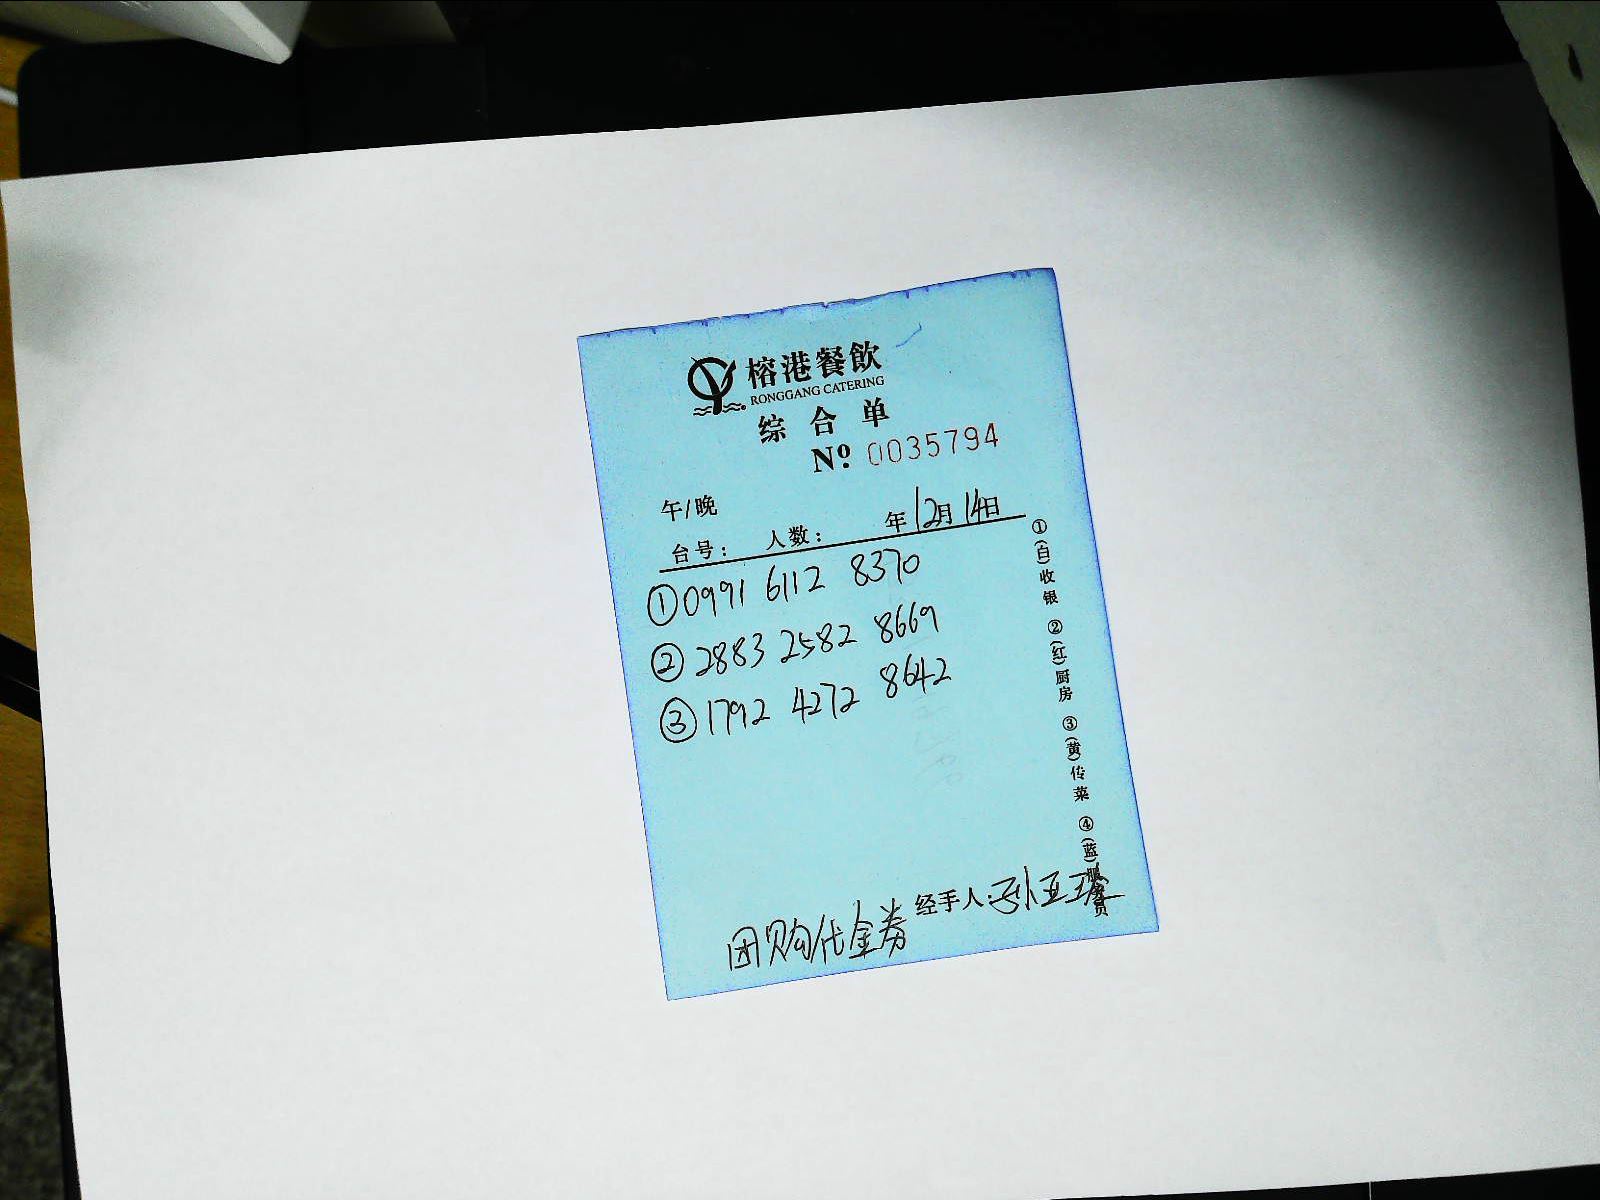 榕港餐飲
RONGGANG CATERING
综合单
Nº 0035794
午/晚
台号： 人数： 年12月14日
①0991 6112 8370
②2883 2582 8669
③1792 4272 8642
①(白)收银 ②(红)厨房 ③(黄)传菜 ④(蓝)服务员
经手人：孙亚
团购代金券